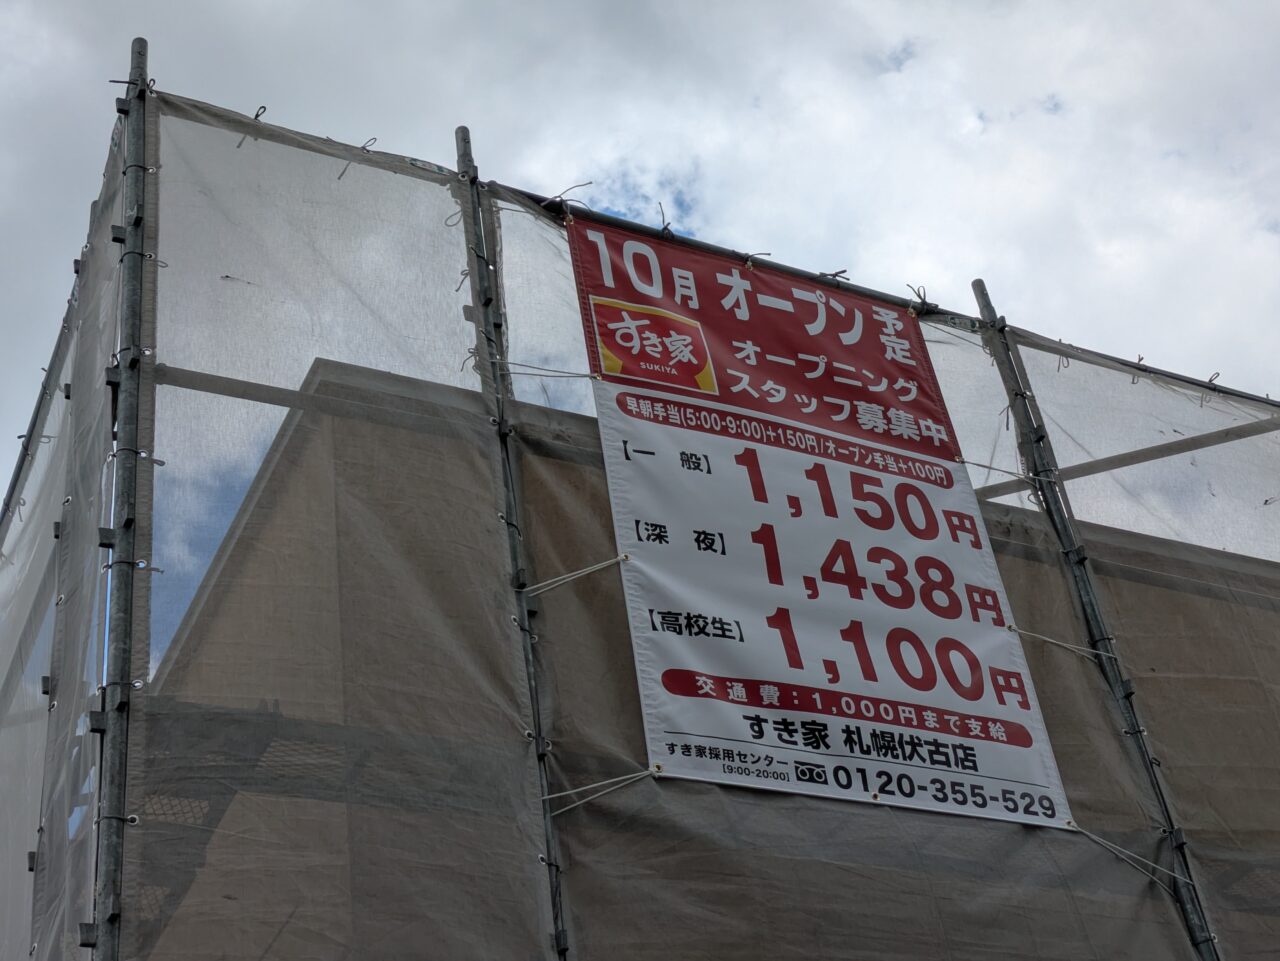 10月 オープン予定
すき家
SUKIYA
オープニング
スタッフ募集中
早朝手当(5:00-9:00)+150円/オープン手当+100円
【一般】 1,150円
【深夜】 1,438円
【高校生】 1,100円
交通費:1,000円まで支給
すき家 札幌伏古店
すき家採用センター
[9:00-20:00] 0120-355-529